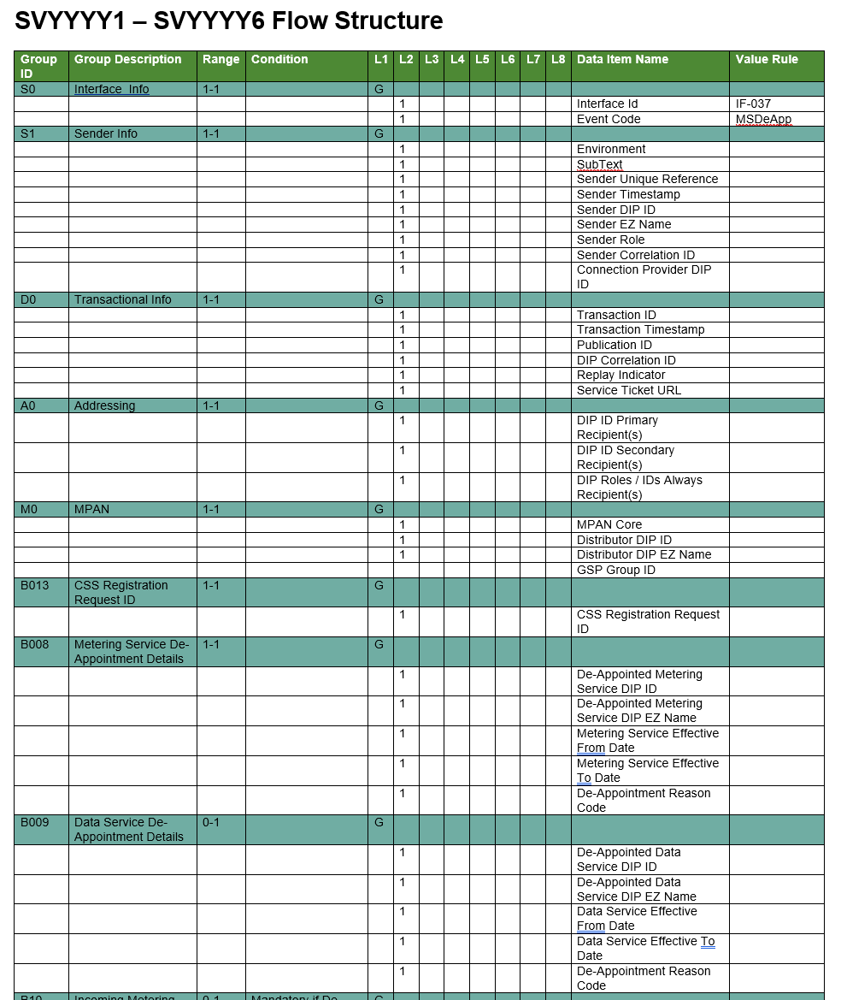 SVYYYY1 – SVYYYY6 Flow Structure
Group ID Group Description Range Condition L1 L2 L3 L4 L5 L6 L7 L8 Data Item Name Value Rule
S0 Interface Info 1-1 G
1 Interface Id IF-037
1 Event Code MSDeApp
S1 Sender Info 1-1 G
1 Environment
1 SubText
1 Sender Unique Reference
1 Sender Timestamp
1 Sender DIP ID
1 Sender EZ Name
1 Sender Role
1 Sender Correlation ID
1 Connection Provider DIP
ID
D0 Transactional Info 1-1 G
1 Transaction ID
1 Transaction Timestamp
1 Publication ID
1 DIP Correlation ID
1 Replay Indicator
1 Service Ticket URL
A0 Addressing 1-1 G
1 DIP ID Primary
Recipient(s)
1 DIP ID Secondary
Recipient(s)
1 DIP Roles / IDs Always
Recipient(s)
M0 MPAN 1-1 G
1 MPAN Core
1 Distributor DIP ID
1 Distributor DIP EZ Name
GSP Group ID
B013 CSS Registration 1-1 G
Request ID
1 CSS Registration Request
ID
B008 Metering Service De- 1-1 G
Appointment Details
1 De-Appointed Metering
Service DIP ID
1 De-Appointed Metering
Service DIP EZ Name
1 Metering Service Effective
From Date
1 Metering Service Effective
To Date
1 De-Appointment Reason
Code
B009 Data Service De- 0-1 G
Appointment Details
1 De-Appointed Data
Service DIP ID
1 De-Appointed Data
Service DIP EZ Name
1 Data Service Effective
From Date
1 Data Service Effective To
Date
1 De-Appointment Reason
Code
B10 Incoming Metering 0-1 Mandatory if De- G